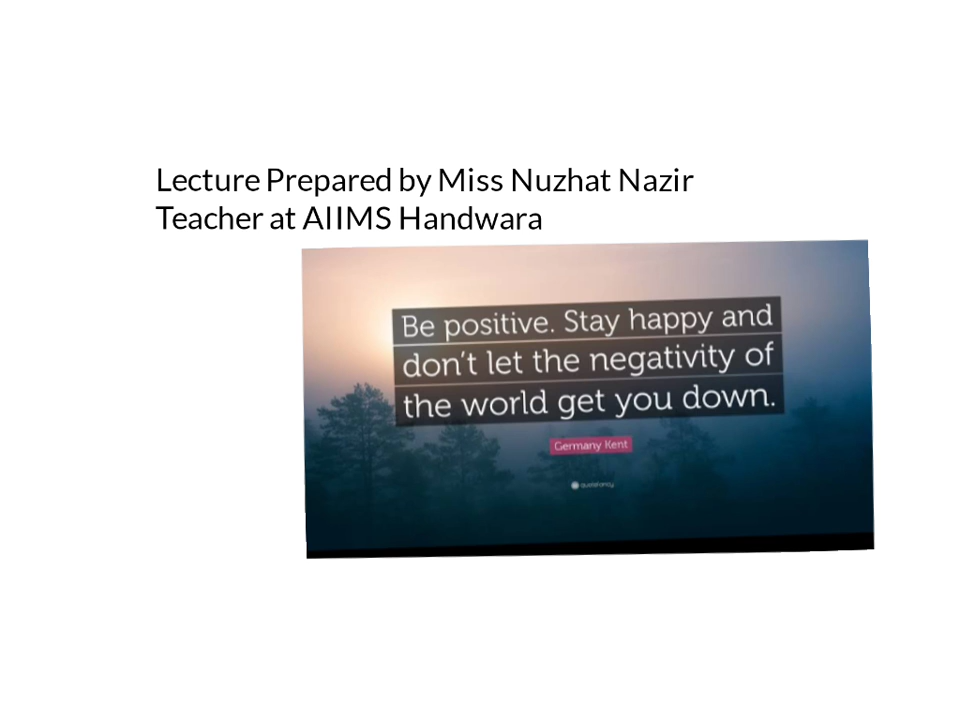 Lecture Prepared by Miss Nuzhat Nazir
Teacher at AIIMS Handwara
Be positive. Stay happy and
don't let the negativity of
the world get you down.
Germany Kent
quotefancy